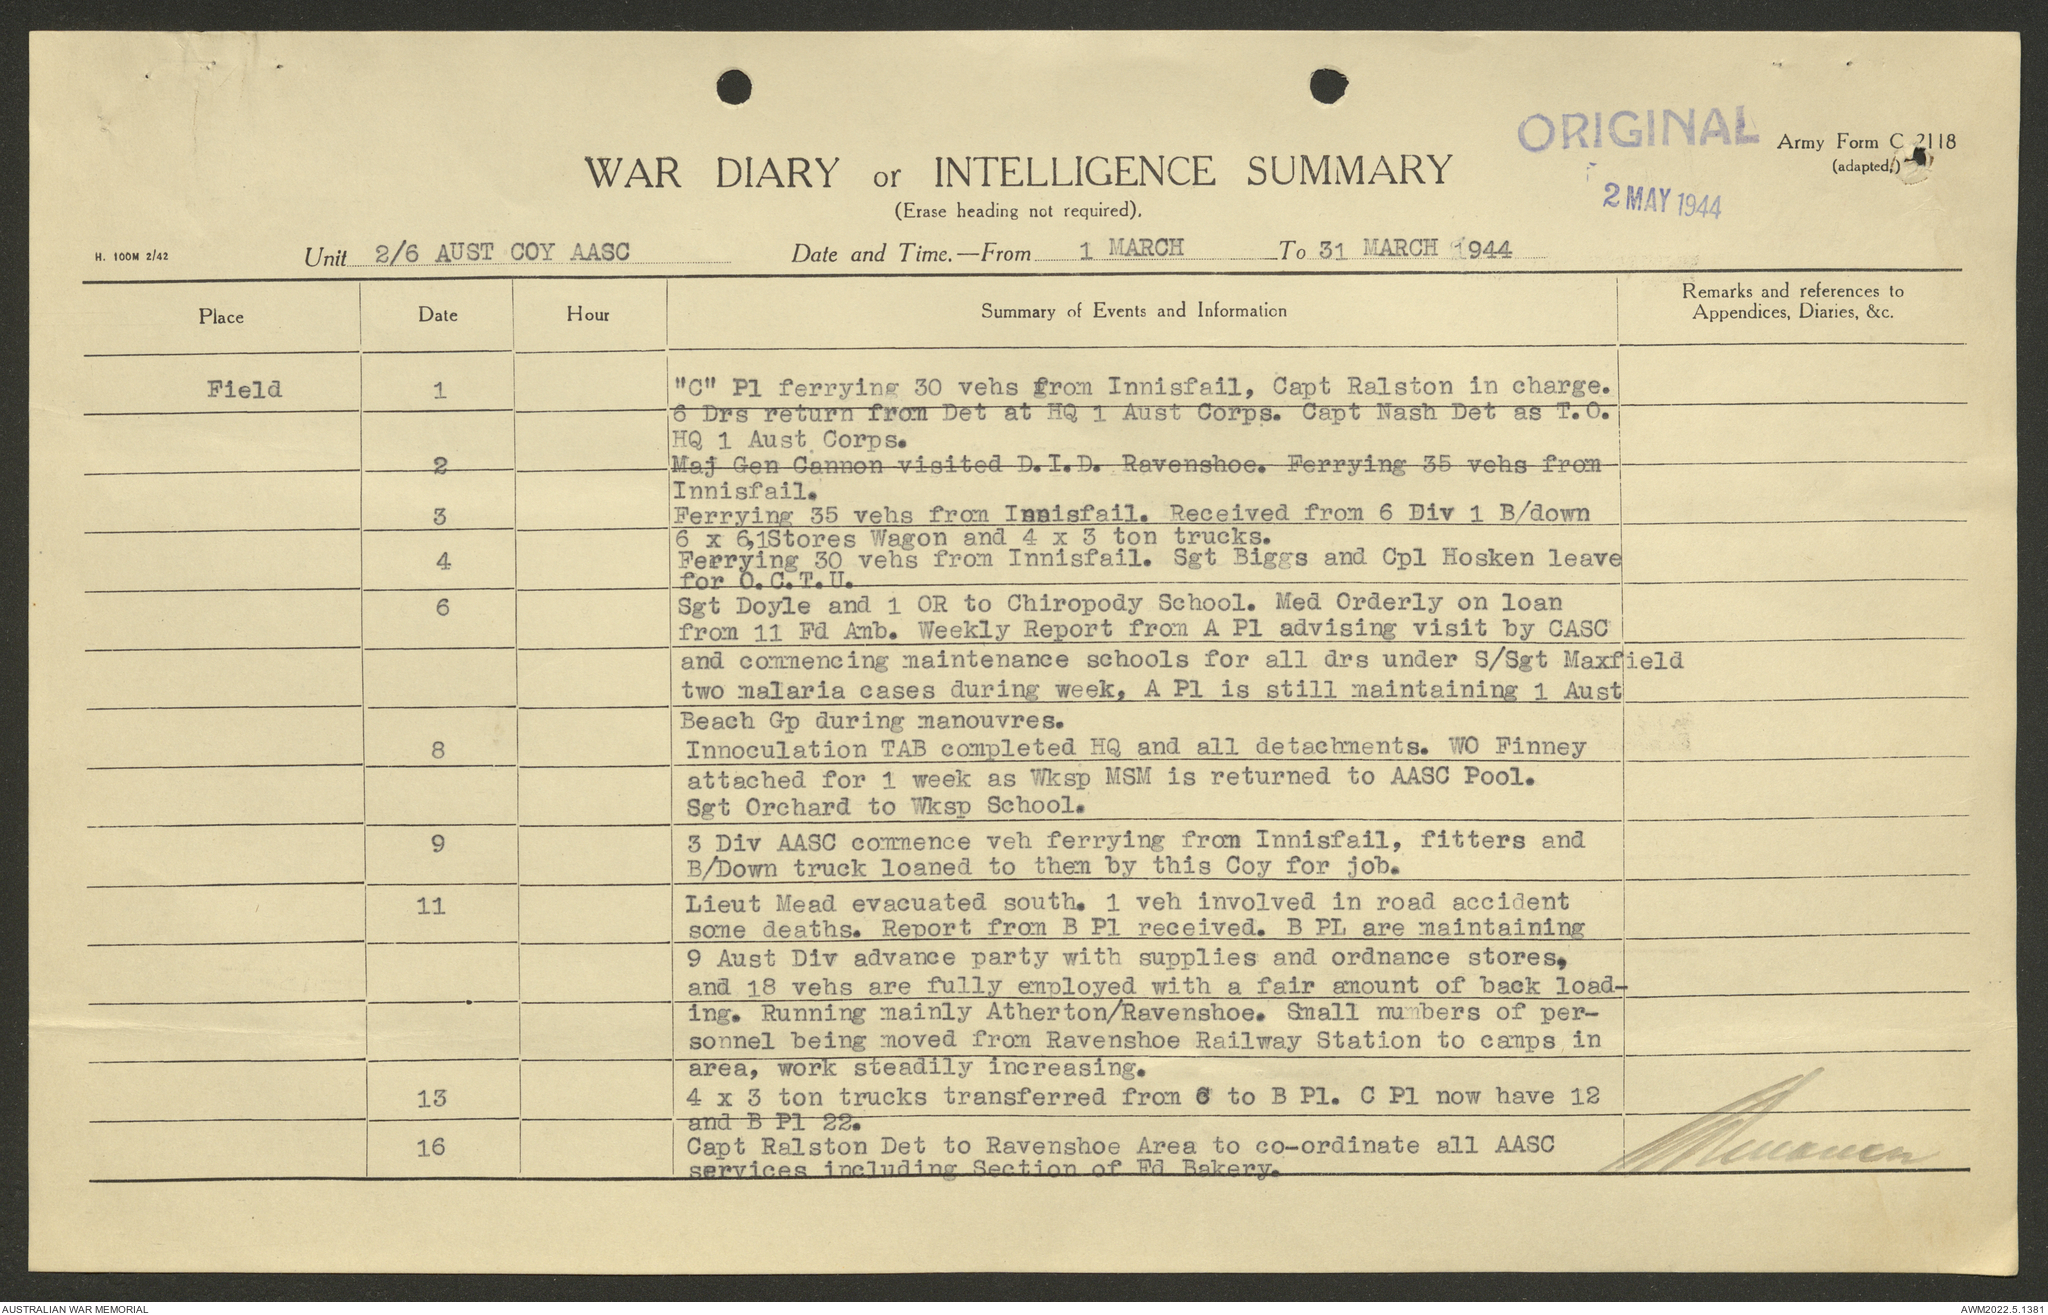 ORIGINAL
Army Form C 2118
(adapted.)
2 MAY 1944
WAR DIARY or INTELLIGENCE SUMMARY
(Erase heading not required).
H. 100M 2/42
Unit 2/6 AUST COY AASC Date and Time.—From 1 MARCH To 31 MARCH 1944
Place Date Hour Summary of Events and Information Remarks and references to
Appendices, Diaries, &c.
Field 1 "C" Pl ferrying 30 vehs from Innisfail, Capt Ralston in charge.
6 Drs return from Det at HQ 1 Aust Corps. Capt Nash Det as T.O.
HQ 1 Aust Corps.
2 Maj Gen Cannon visited D.I.D. Ravenshoe. Ferrying 35 vehs from
Innisfail.
3 Ferrying 35 vehs from Innisfail. Received from 6 Div 1 B/down
6 x 6,1Stores Wagon and 4 x 3 ton trucks.
4 Ferrying 30 vehs from Innisfail. Sgt Biggs and Cpl Hosken leave
for O.C.T.U.
6 Sgt Doyle and 1 OR to Chiropody School. Med Orderly on loan
from 11 Fd Amb. Weekly Report from A Pl advising visit by CASC
and commencing maintenance schools for all drs under S/Sgt Maxfield
two malaria cases during week, A Pl is still maintaining 1 Aust
Beach Gp during manouvres.
8 Innoculation TAB completed HQ and all detachments. WO Finney
attached for 1 week as Wksp MSM is returned to AASC Pool.
Sgt Orchard to Wksp School.
9 3 Div AASC commence veh ferrying from Innisfail, fitters and
B/Down truck loaned to them by this Coy for job.
11 Lieut Mead evacuated south. 1 veh involved in road accident
some deaths. Report from B Pl received. B PL are maintaining
9 Aust Div advance party with supplies and ordnance stores,
and 18 vehs are fully employed with a fair amount of back load-
ing. Running mainly Atherton/Ravenshoe. Small numbers of per-
sonnel being moved from Ravenshoe Railway Station to camps in
area, work steadily increasing.
13 4 x 3 ton trucks transferred from C to B Pl. C Pl now have 12
and B Pl 22.
16 Capt Ralston Det to Ravenshoe Area to co-ordinate all AASC
services including Section of Fd Bakery.
AUSTRALIAN WAR MEMORIAL AWM2022.5.1381